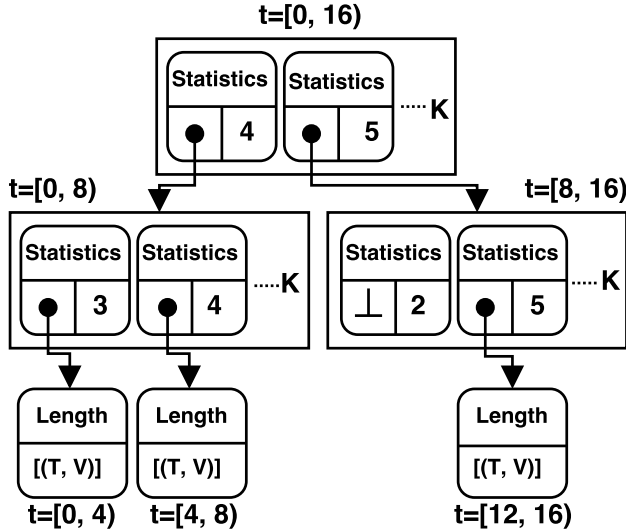 t=[0, 16)
Statistics Statistics
4 5 ..... K
t=[0, 8) t=[8, 16)
Statistics Statistics Statistics Statistics
3 4 .....K ⊥ 2 5 .....K
Length Length Length
[(T, V)] [(T, V)] [(T, V)]
t=[0, 4) t=[4, 8) t=[12, 16)